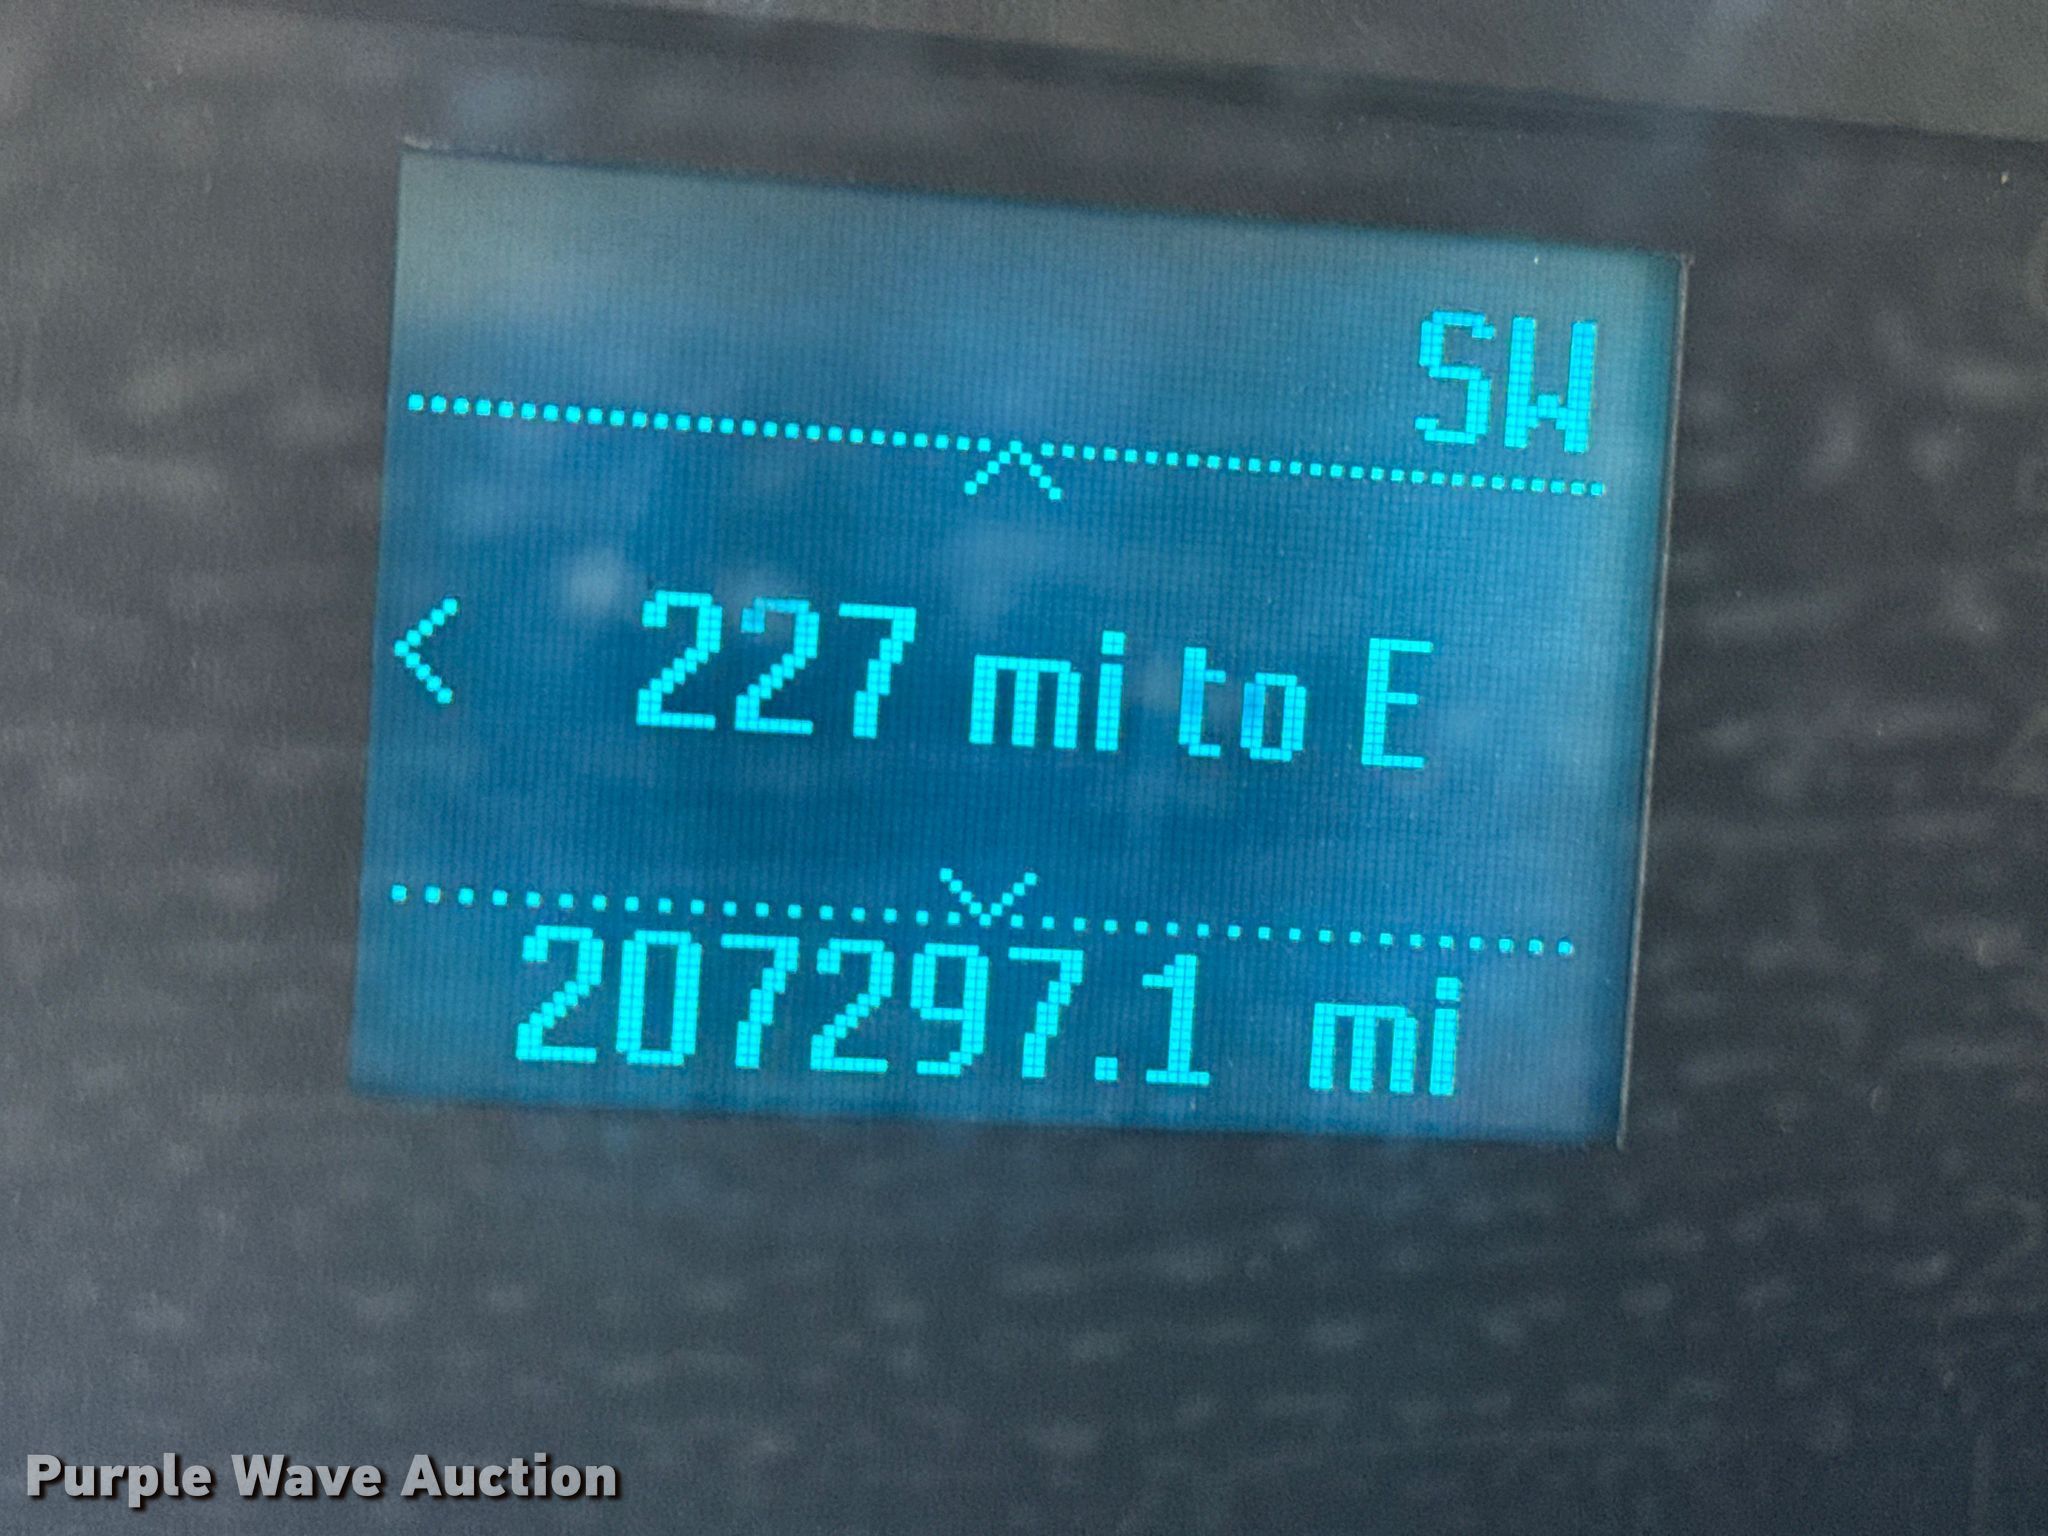 SW
227 mi to E
207297.1 mi
Purple Wave Auction